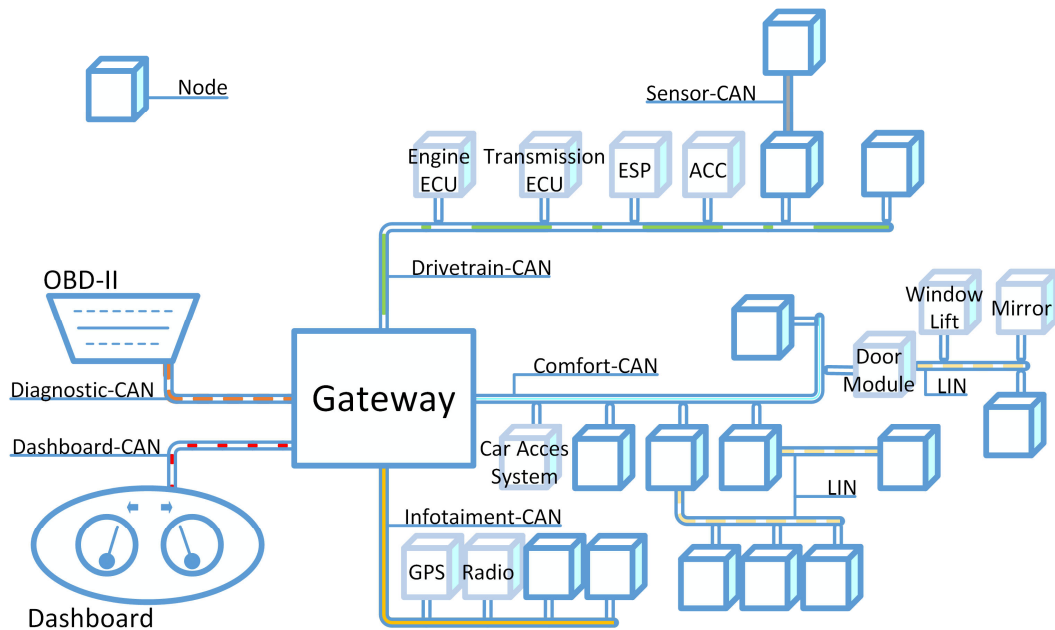 Node
Sensor-CAN
Engine
ECU
Transmission
ECU
ESP
ACC
Drivetrain-CAN
OBD-II
Diagnostic-CAN
Dashboard-CAN
Gateway
Comfort-CAN
Window
Lift
Mirror
Door
Module
LIN
Car Acces
System
LIN
Infotaiment-CAN
GPS
Radio
Dashboard